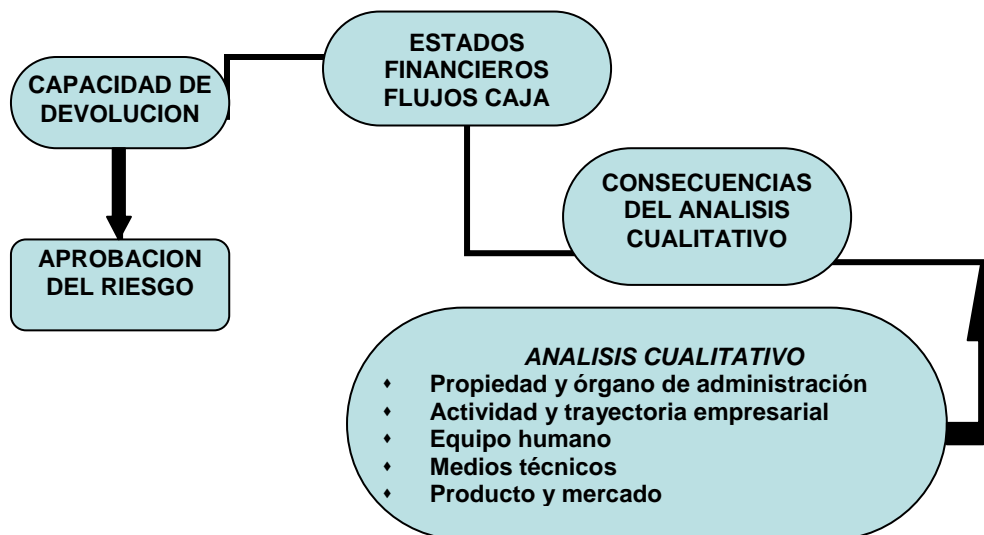 ESTADOS
FINANCIEROS
FLUJOS CAJA
CAPACIDAD DE
DEVOLUCION
CONSECUENCIAS
DEL ANALISIS
CUALITATIVO
APROBACION
DEL RIESGO
ANALISIS CUALITATIVO
♦ Propiedad y órgano de administración
♦ Actividad y trayectoria empresarial
♦ Equipo humano
♦ Medios técnicos
♦ Producto y mercado